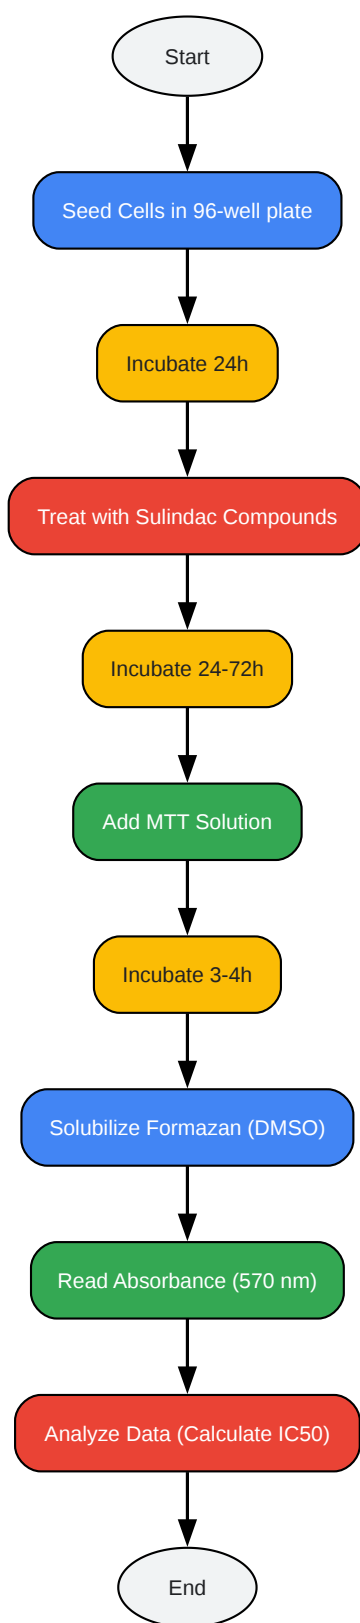 Start
Seed Cells in 96-well plate
Incubate 24h
Treat with Sulindac Compounds
Incubate 24-72h
Add MTT Solution
Incubate 3-4h
Solubilize Formazan (DMSO)
Read Absorbance (570 nm)
Analyze Data (Calculate IC50)
End